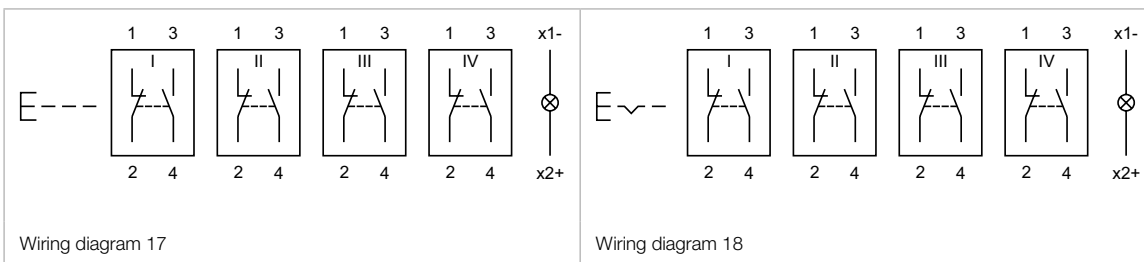 1 3 1 3 1 3 1 3 x1-
I II III IV
2 4 2 4 2 4 2 4 x2+
Wiring diagram 17
1 3 1 3 1 3 1 3 x1-
I II III IV
2 4 2 4 2 4 2 4 x2+
Wiring diagram 18